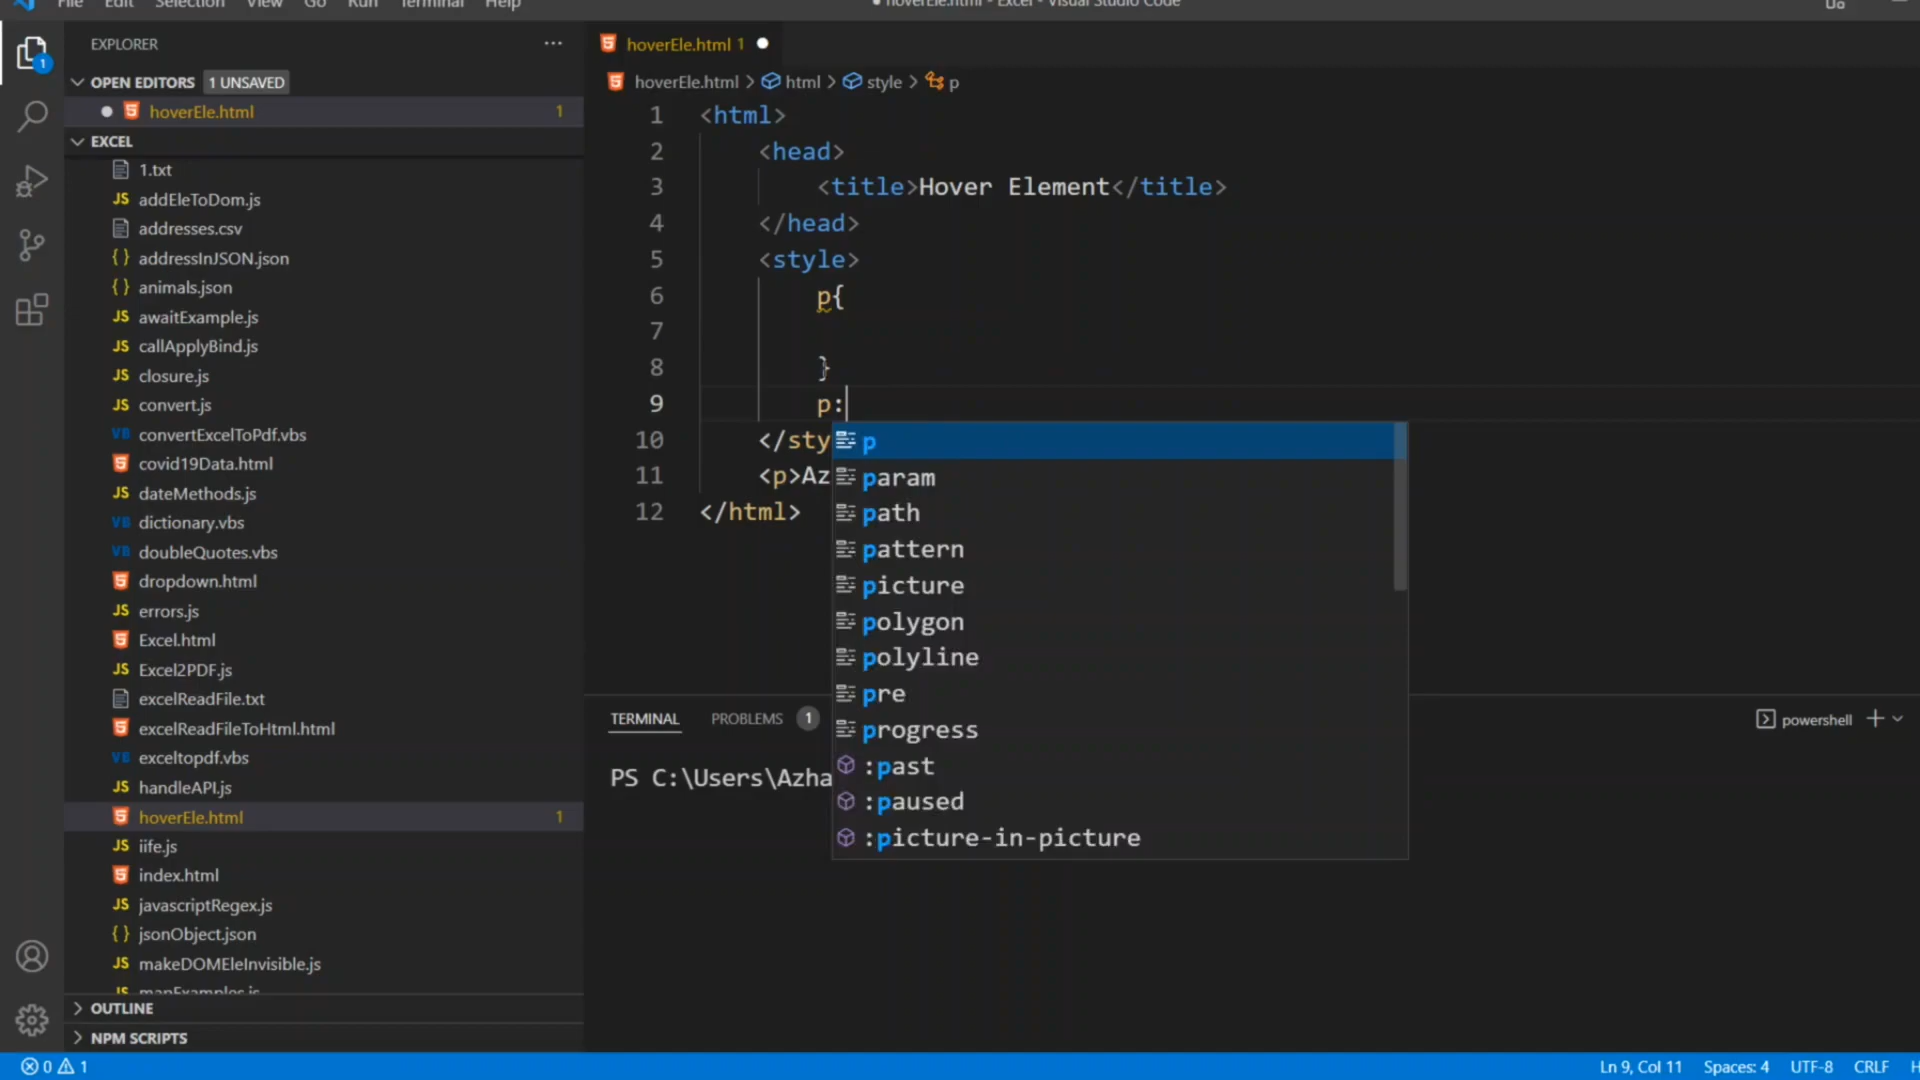 File Edit Selection View Go Run Terminal Help
hoverEle.html - Excel - Visual Studio Code
EXPLORER
OPEN EDITORS 1 UNSAVED
hoverEle.html 1
EXCEL
1.txt
JS addEleToDom.js
addresses.csv
{} addressInJSON.json
{} animals.json
JS awaitExample.js
JS callApplyBind.js
JS closure.js
JS convert.js
VB convertExcelToPdf.vbs
covid19Data.html
JS dateMethods.js
VB dictionary.vbs
VB doubleQuotes.vbs
dropdown.html
JS errors.js
Excel.html
JS Excel2PDF.js
excelReadFile.txt
excelReadFileToHtml.html
VB exceltopdf.vbs
JS handleAPI.js
hoverEle.html 1
JS iife.js
index.html
JS javascriptRegex.js
{} jsonObject.json
JS makeDOMEleInvisible.js
JS mapExamples.js
OUTLINE
NPM SCRIPTS
1
hoverEle.html 1
hoverEle.html > html > style > p
1 <html>
2 <head>
3 <title>Hover Element</title>
4 </head>
5 <style>
6 p{
7
8 }
9 p:
10 </sty
11 <p>Az
12 </html>
p
param
path
pattern
picture
polygon
polyline
pre
progress
:past
:paused
:picture-in-picture
TERMINAL PROBLEMS 1
powershell
PS C:\Users\Azha
0 1
Ln 9, Col 11 Spaces: 4 UTF-8 CRLF H